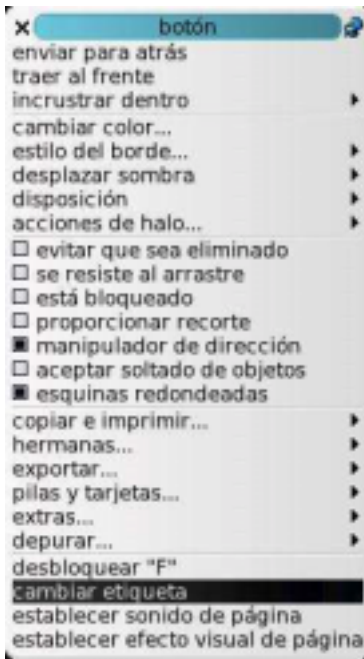 botón
enviar para atrás
traer al frente
incrustrar dentro
cambiar color...
estilo del borde...
desplazar sombra
disposición
acciones de halo...
evitar que sea eliminado
se resiste al arrastre
está bloqueado
proporcionar recorte
manipulador de dirección
aceptar soltado de objetos
esquinas redondeadas
copiar e imprimir...
hermanas...
exportar...
pilas y tarjetas...
extras...
depurar...
desbloquear "F"
cambiar etiqueta
establecer sonido de página
establecer efecto visual de página